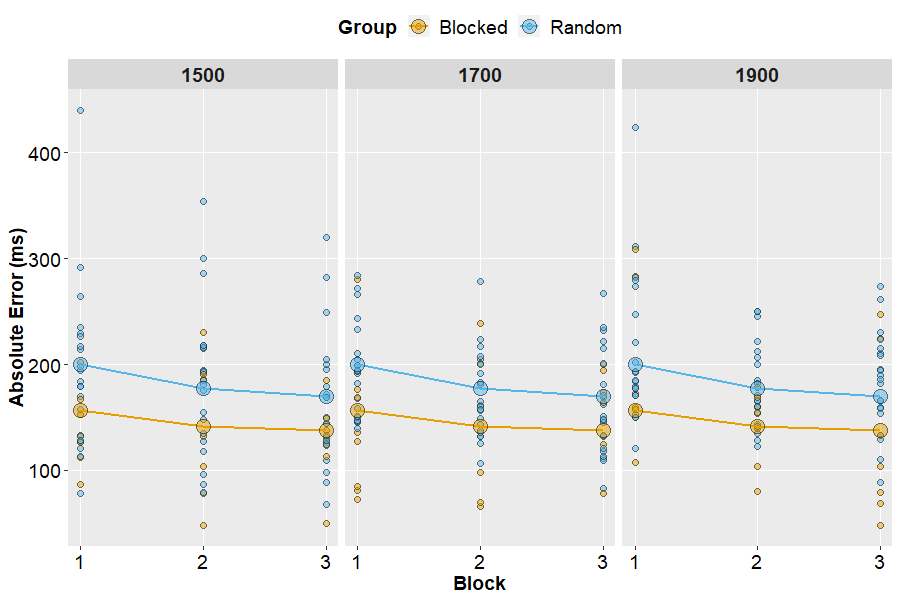 Group Blocked Random
1500 1700 1900
Absolute Error (ms)
400
300
200
100
1 2 3 1 2 3 1 2 3
Block